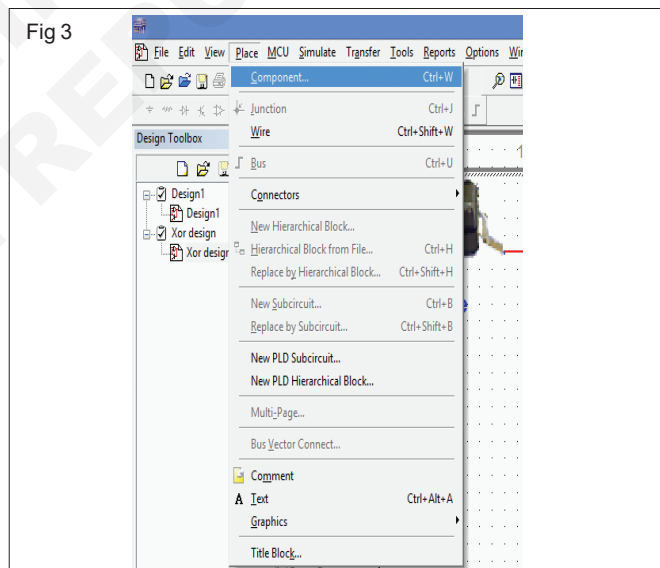 Fig 3
File Edit View Place MCU Simulate Transfer Tools Reports Options
Component... Ctrl+W
Junction Ctrl+J
Wire Ctrl+Shift+W
Design Toolbox
Bus Ctrl+U
Design1
Connectors
Design1
Xor design
New Hierarchical Block...
Xor design
Hierarchical Block from File... Ctrl+H
Replace by Hierarchical Block... Ctrl+Shift+H
New Subcircuit... Ctrl+B
Replace by Subcircuit... Ctrl+Shift+B
New PLD Subcircuit...
New PLD Hierarchical Block...
Multi-Page...
Bus Vector Connect...
Comment
A Text Ctrl+Alt+A
Graphics
Title Block...